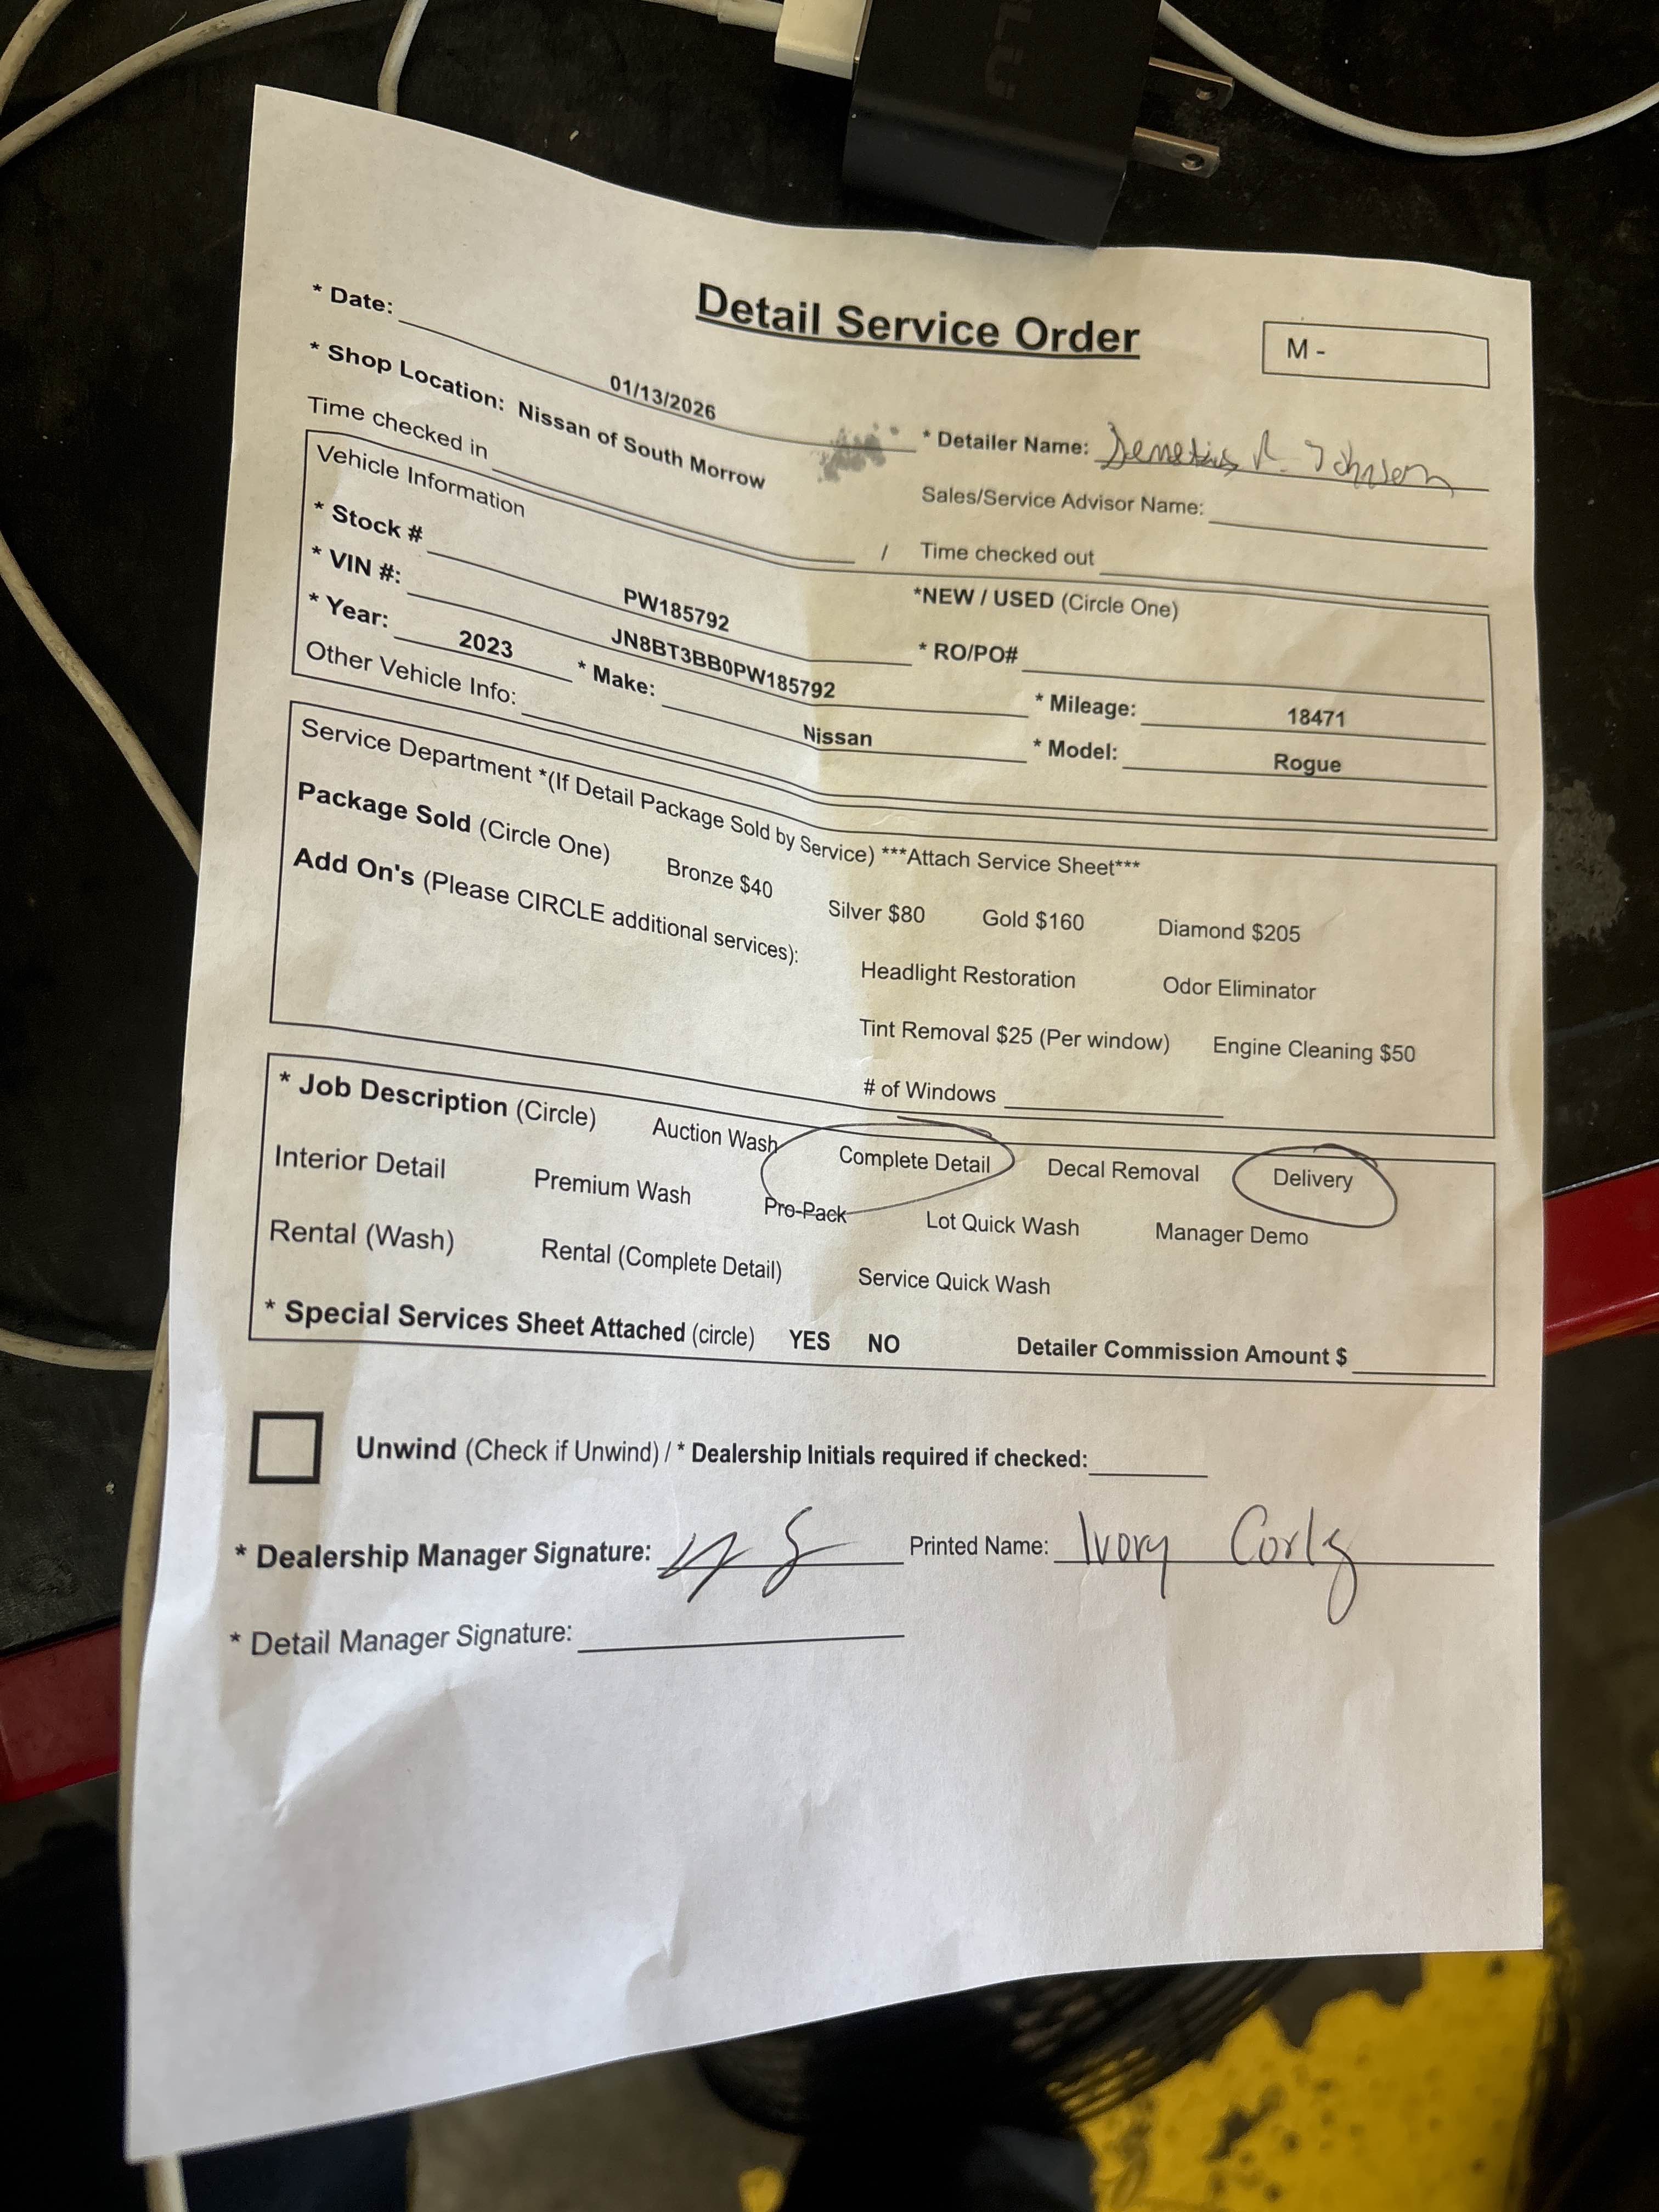 Detail Service Order
M -
* Date: 01/13/2026
* Detailer Name: Demetrius R. Johnson
* Shop Location: Nissan of South Morrow
Sales/Service Advisor Name:
Time checked in / Time checked out
Vehicle Information
*NEW / USED (Circle One)
* Stock # PW185792
* RO/PO#
* VIN #: JN8BT3BB0PW185792
* Mileage: 18471
* Year: 2023 * Make: Nissan * Model: Rogue
Other Vehicle Info:
Service Department *(If Detail Package Sold by Service) ***Attach Service Sheet***
Package Sold (Circle One) Bronze $40 Silver $80 Gold $160 Diamond $205
Add On's (Please CIRCLE additional services): Headlight Restoration Odor Eliminator
Tint Removal $25 (Per window) Engine Cleaning $50
# of Windows
* Job Description (Circle) Auction Wash Complete Detail Decal Removal Delivery
Interior Detail Premium Wash Pro-Pack Lot Quick Wash Manager Demo
Rental (Wash) Rental (Complete Detail) Service Quick Wash
* Special Services Sheet Attached (circle) YES NO Detailer Commission Amount $
Unwind (Check if Unwind) / * Dealership Initials required if checked:
* Dealership Manager Signature: Printed Name: Ivory
* Detail Manager Signature: